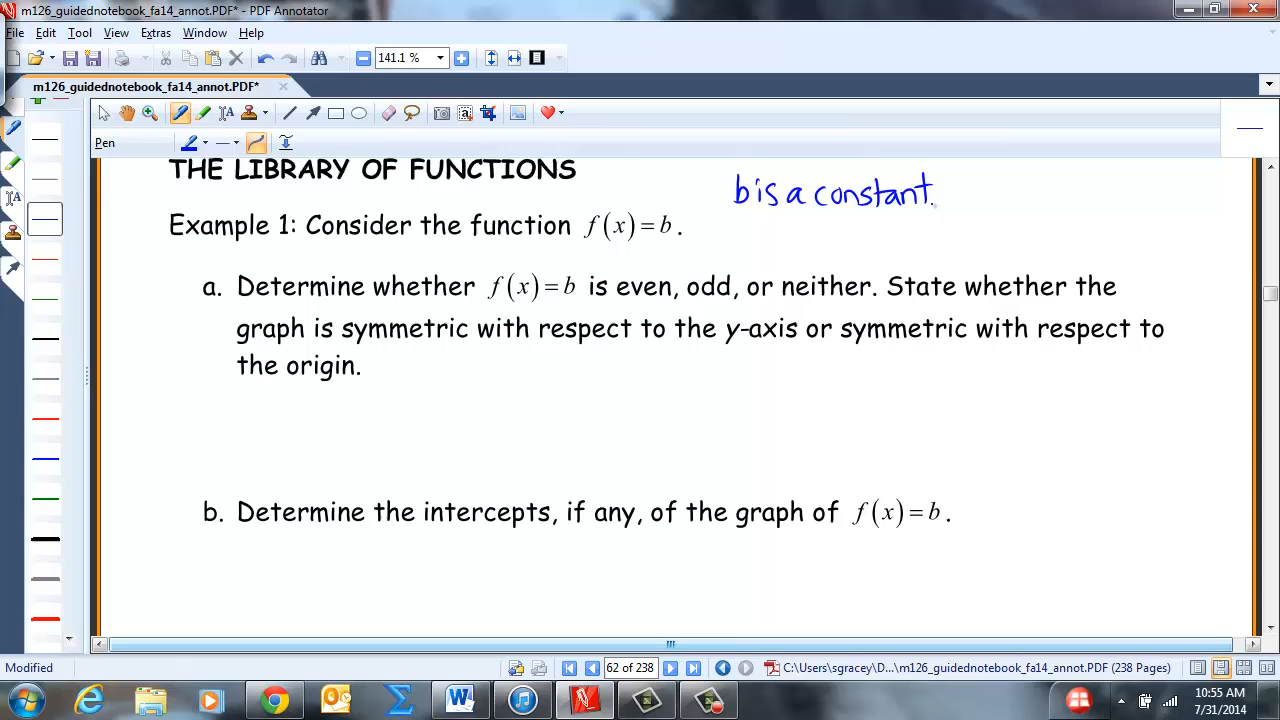 m126_guidednotebook_fa14_annot.PDF* - PDF Annotator
File Edit Tool View Extras Window Help
141.1 %
m126_guidednotebook_fa14_annot.PDF*
Pen
THE LIBRARY OF FUNCTIONS
b is a constant.
Example 1: Consider the function f(x) = b.
a. Determine whether f(x) = b is even, odd, or neither. State whether the
graph is symmetric with respect to the y-axis or symmetric with respect to
the origin.
b. Determine the intercepts, if any, of the graph of f(x) = b.
62 of 238
C:\Users\sgracey\D...\m126_guidednotebook_fa14_annot.PDF (238 Pages)
Modified
10:55 AM
7/31/2014